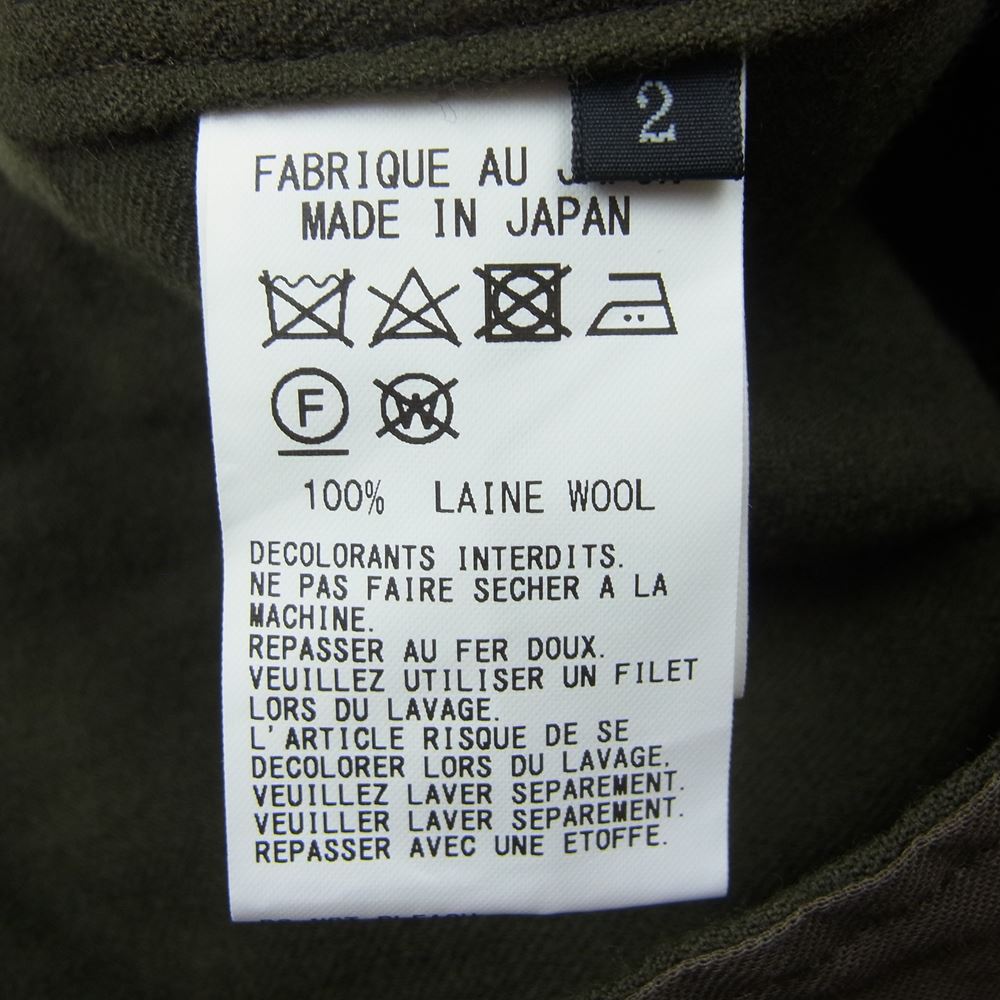 2
FABRIQUE AU
MADE IN JAPAN
F W
100% LAINE WOOL
DECOLORANTS INTERDITS.
NE PAS FAIRE SECHER A LA
MACHINE.
REPASSER AU FER DOUX.
VEUILLEZ UTILISER UN FILET
LORS DU LAVAGE.
L'ARTICLE RISQUE DE SE
DECOLORER LORS DU LAVAGE.
VEUILLEZ LAVER SEPAREMENT.
VEUILLER LAVER SEPAREMENT.
REPASSER AVEC UNE ETOFFE.